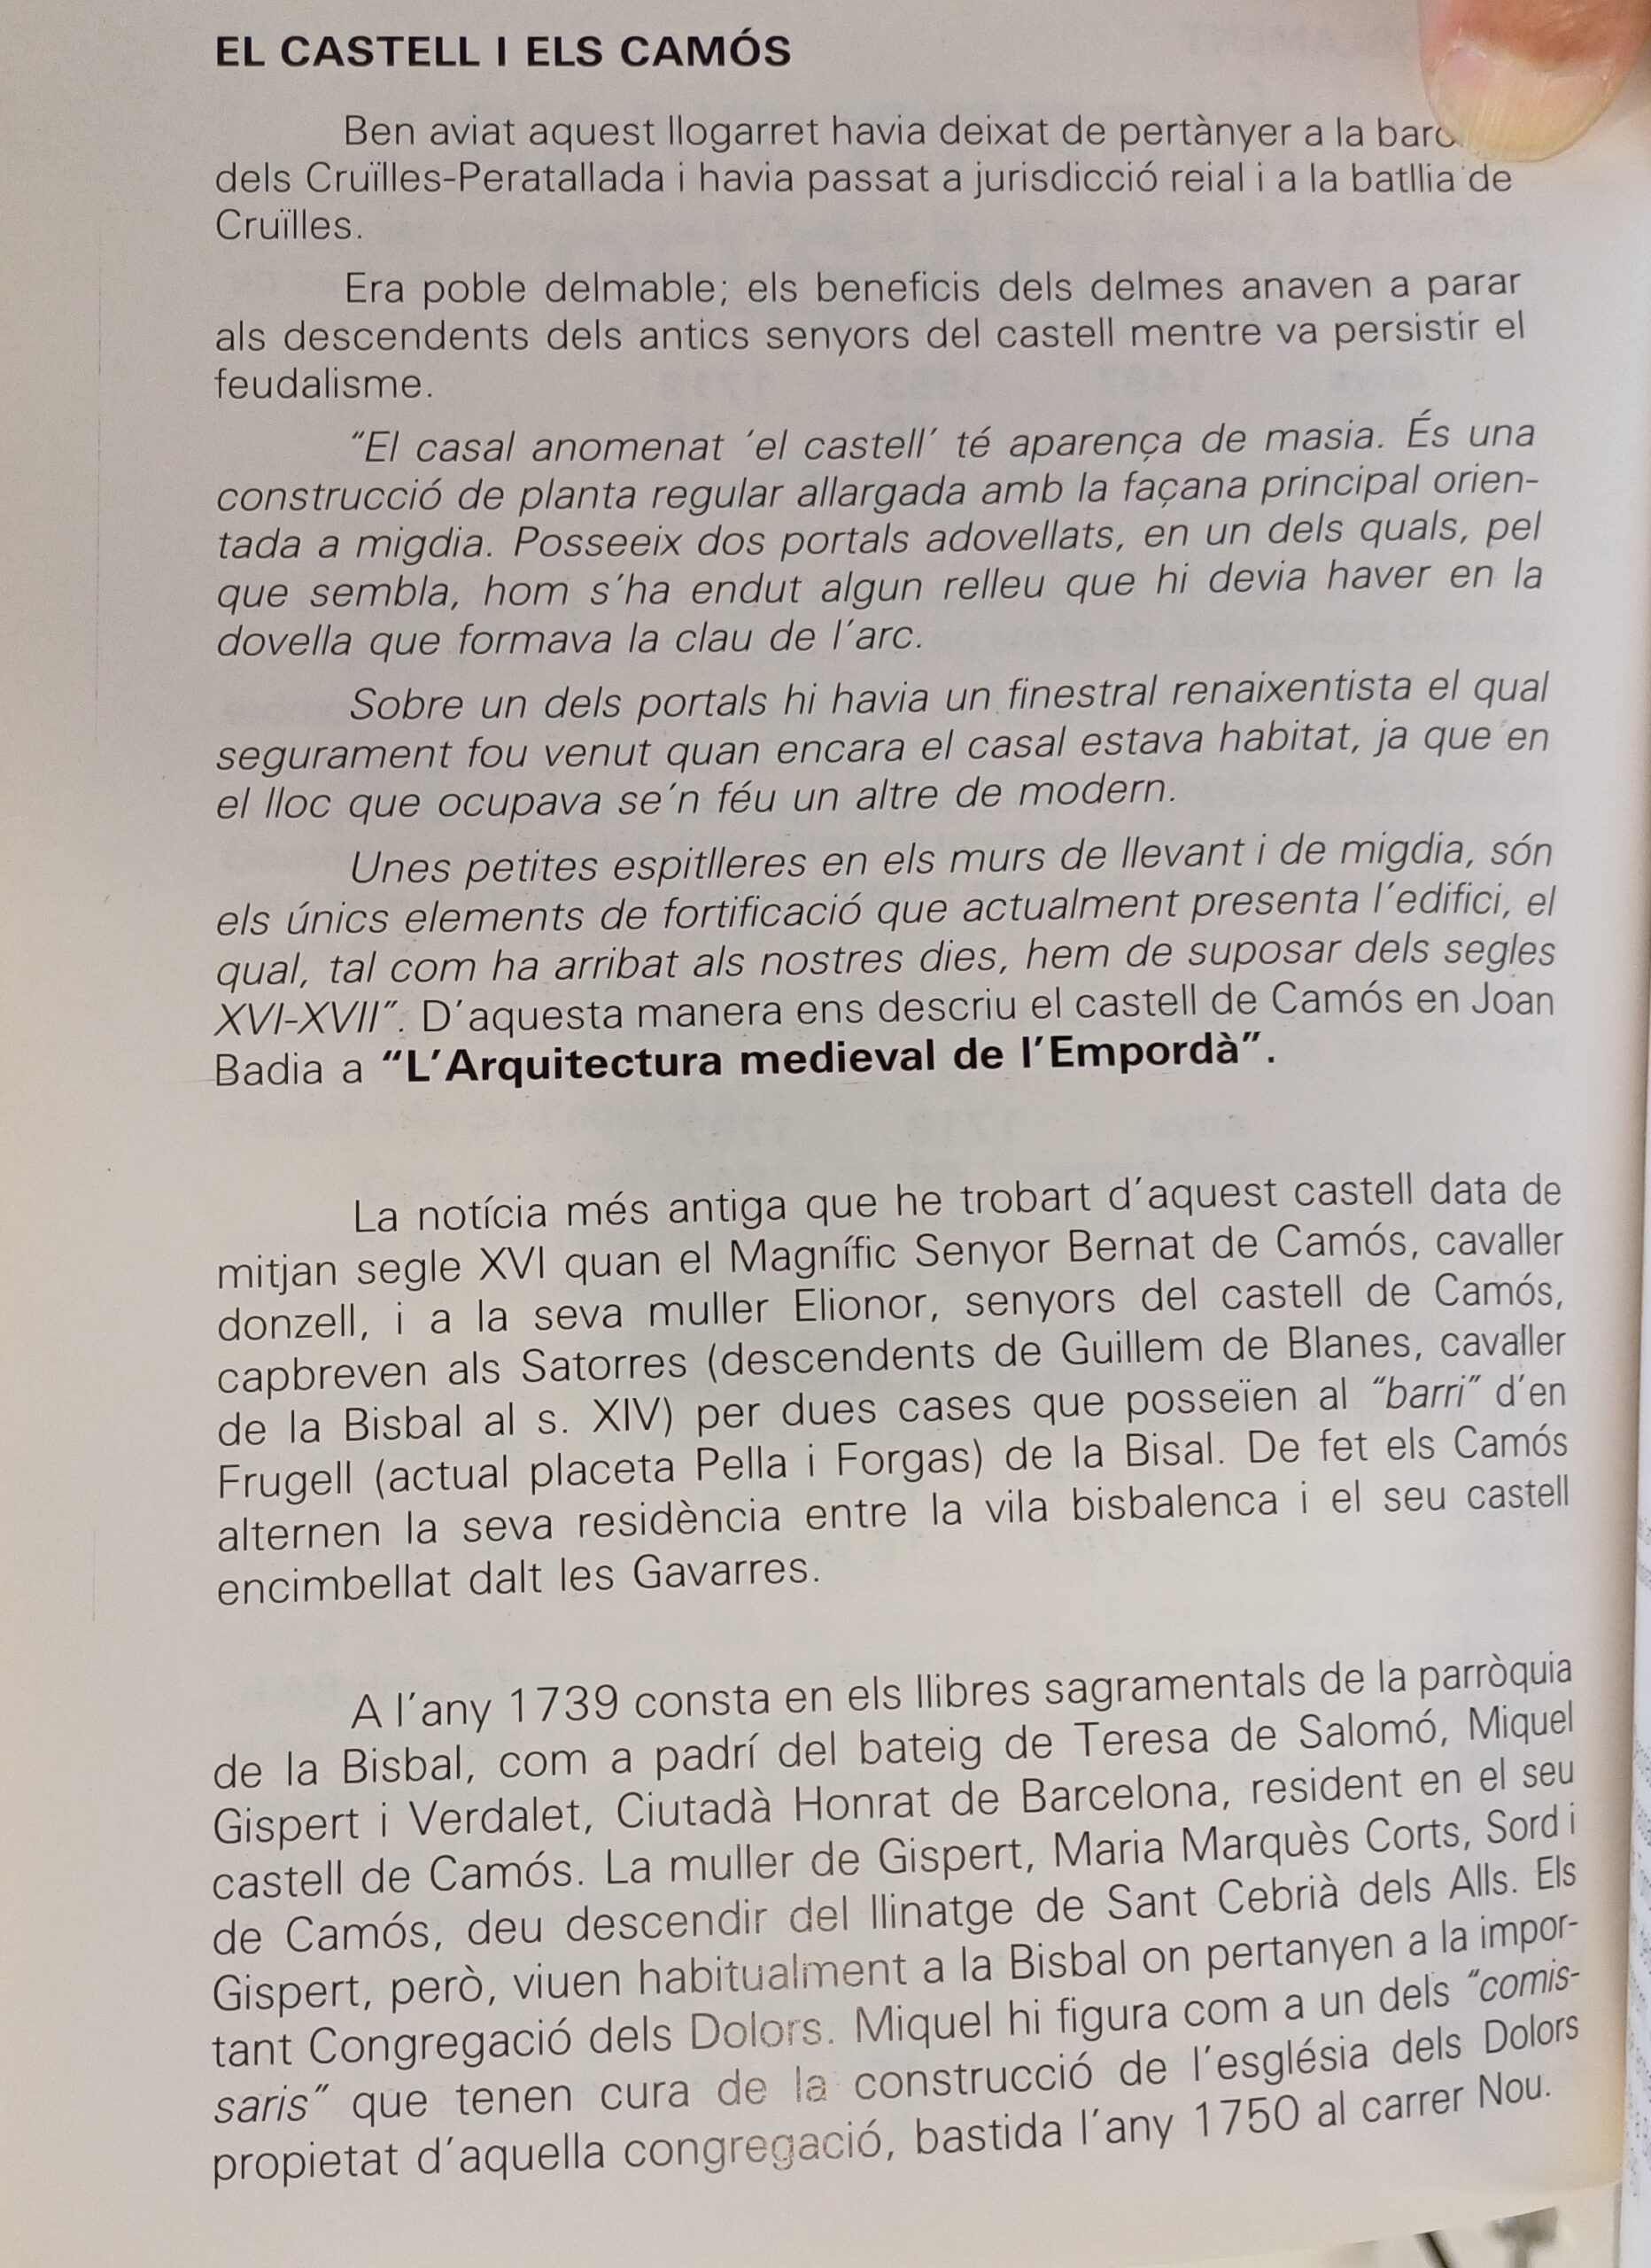 EL CASTELL I ELS CAMÓS
Ben aviat aquest llogarret havia deixat de pertànyer a la
dels Cruïlles-Peratallada i havia passat a jurisdicció reial i a la batllia de
Cruïlles.
Era poble delmable; els beneficis dels delmes anaven a parar
als descendents dels antics senyors del castell mentre va persistir el
feudalisme.
“El casal anomenat ‘el castell’ té aparença de masia. És una
construcció de planta regular allargada amb la façana principal orien-
tada a migdia. Posseeix dos portals adovellats, en un dels quals, pel
que sembla, hom s’ha endut algun relleu que hi devia haver en la
dovella que formava la clau de l’arc.
Sobre un dels portals hi havia un finestral renaixentista el qual
segurament fou venut quan encara el casal estava habitat, ja que en
el lloc que ocupava se’n féu un altre de modern.
Unes petites espitlleres en els murs de llevant i de migdia, són
els únics elements de fortificació que actualment presenta l’edifici, el
qual, tal com ha arribat als nostres dies, hem de suposar dels segles
XVI-XVII”. D’aquesta manera ens descriu el castell de Camós en Joan
Badia a “L’Arquitectura medieval de l’Empordà”.
La notícia més antiga que he trobart d’aquest castell data de
mitjan segle XVI quan el Magnífic Senyor Bernat de Camós, cavaller
donzell, i a la seva muller Elionor, senyors del castell de Camós,
capbreven als Satorres (descendents de Guillem de Blanes, cavaller
de la Bisbal al s. XIV) per dues cases que posseïen al “barri” d’en
Frugell (actual placeta Pella i Forgas) de la Bisal. De fet els Camós
alternen la seva residència entre la vila bisbalenca i el seu castell
encimbellat dalt les Gavarres.
A l’any 1739 consta en els llibres sagramentals de la parròquia
de la Bisbal, com a padrí del bateig de Teresa de Salomó, Miquel
Gispert i Verdalet, Ciutadà Honrat de Barcelona, resident en el seu
castell de Camós. La muller de Gispert, Maria Marquès Corts, Sord i
de Camós, deu descendir del llinatge de Sant Cebrià dels Alls. Els
Gispert, però, viuen habitualment a la Bisbal on pertanyen a la impor-
tant Congregació dels Dolors. Miquel hi figura com a un dels “comis-
saris” que tenen cura de la construcció de l’església dels Dolors
propietat d’aquella congregació, bastida l’any 1750 al carrer Nou.